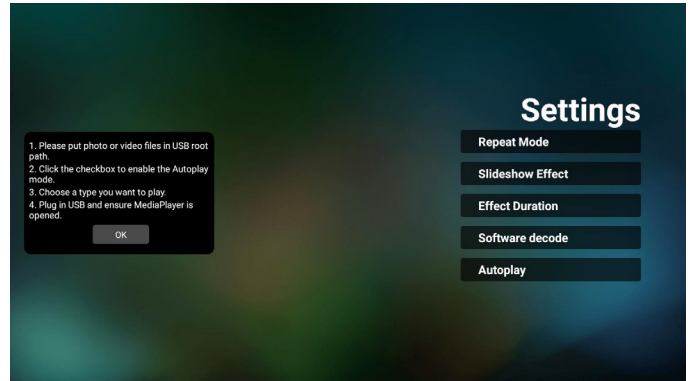 1. Please put photo or video files in USB root
path.
2. Click the checkbox to enable the Autoplay
mode.
3. Choose a type you want to play.
4. Plug in USB and ensure MediaPlayer is
opened.
OK
Settings
Repeat Mode
Slideshow Effect
Effect Duration
Software decode
Autoplay